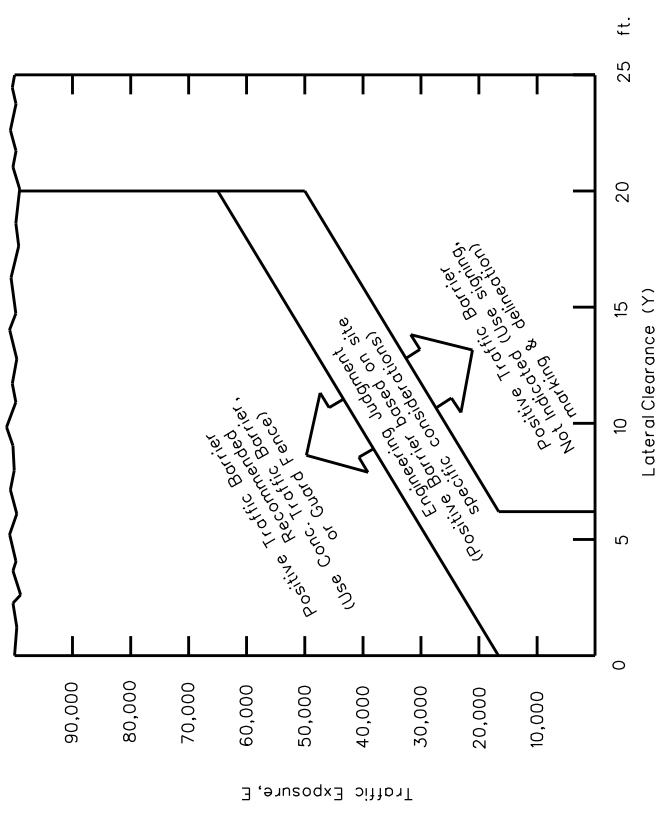 Traffic Exposure, E
90,000
80,000
70,000
60,000
50,000
40,000
30,000
20,000
10,000
Positive Traffic Barrier
Positive Recommended
(Use Conc. Traffic Barrier,
or Guard Fence)
Engineering Judgment
(Positive Barrier based on site
specific considerations)
Positive Traffic Barrier
Not Indicated (Use signing,
marking & delineation)
0
5
10
15
20
25
ft.
Lateral Clearance (Y)